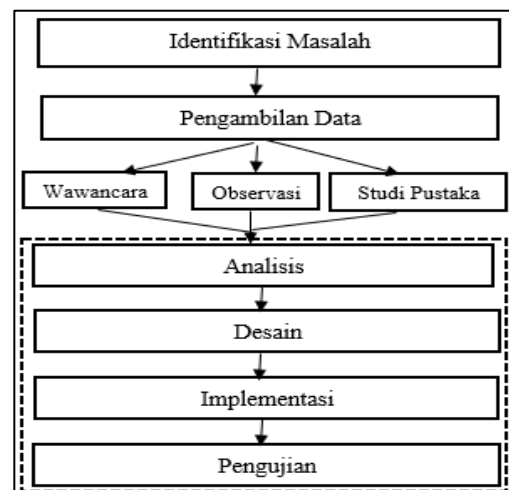 Identifikasi Masalah
Pengambilan Data
Wawancara
Observasi
Studi Pustaka
Analisis
Desain
Implementasi
Pengujian